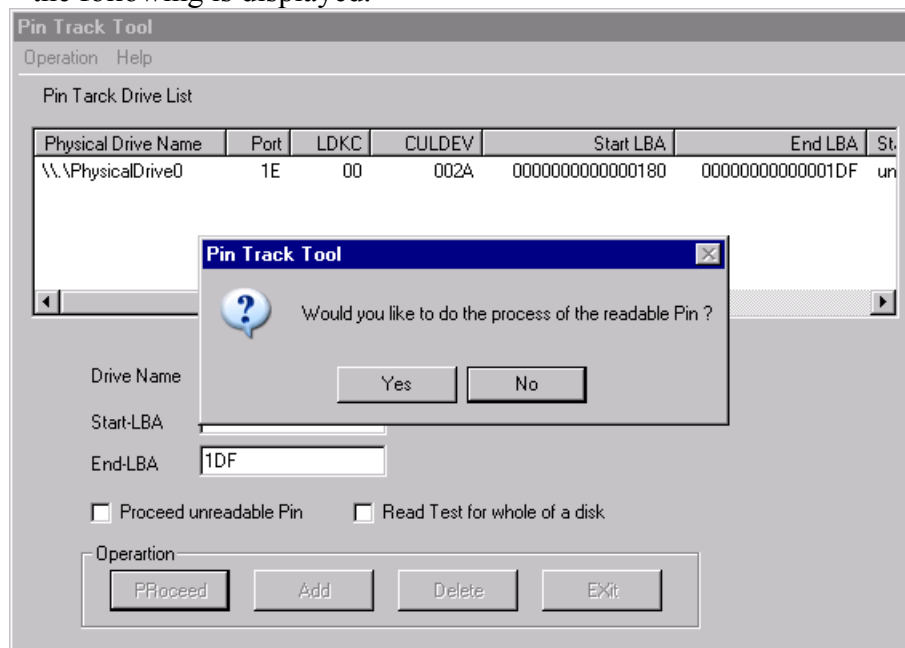 the following is displayed.
Pin Track Tool
Operation Help
Pin Tarck Drive List
Physical Drive Name Port LDKC CULDEV Start LBA End LBA
\\.\PhysicalDrive0 1E 00 002A 0000000000000180 00000000000001DF un
Pin Track Tool
Would you like to do the process of the readable Pin ?
Yes No
Drive Name
Start-LBA
End-LBA 1DF
Proceed unreadable Pin Read Test for whole of a disk
Operartion
PRoceed Add Delete EXit